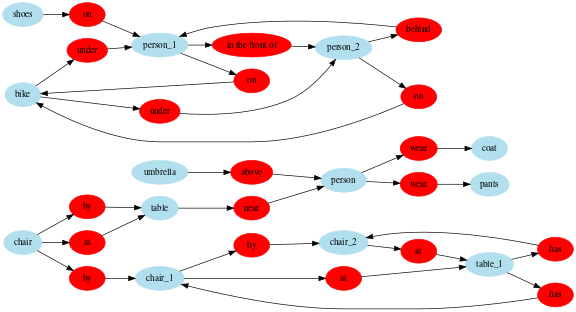 shoes
on
behind
person_1
in the front of
person_2
under
on
bike
on
under
umbrella
above
person
wear
coat
wear
pants
by
table
near
chair
at
by
by
chair_2
at
has
chair_1
at
table_1
has